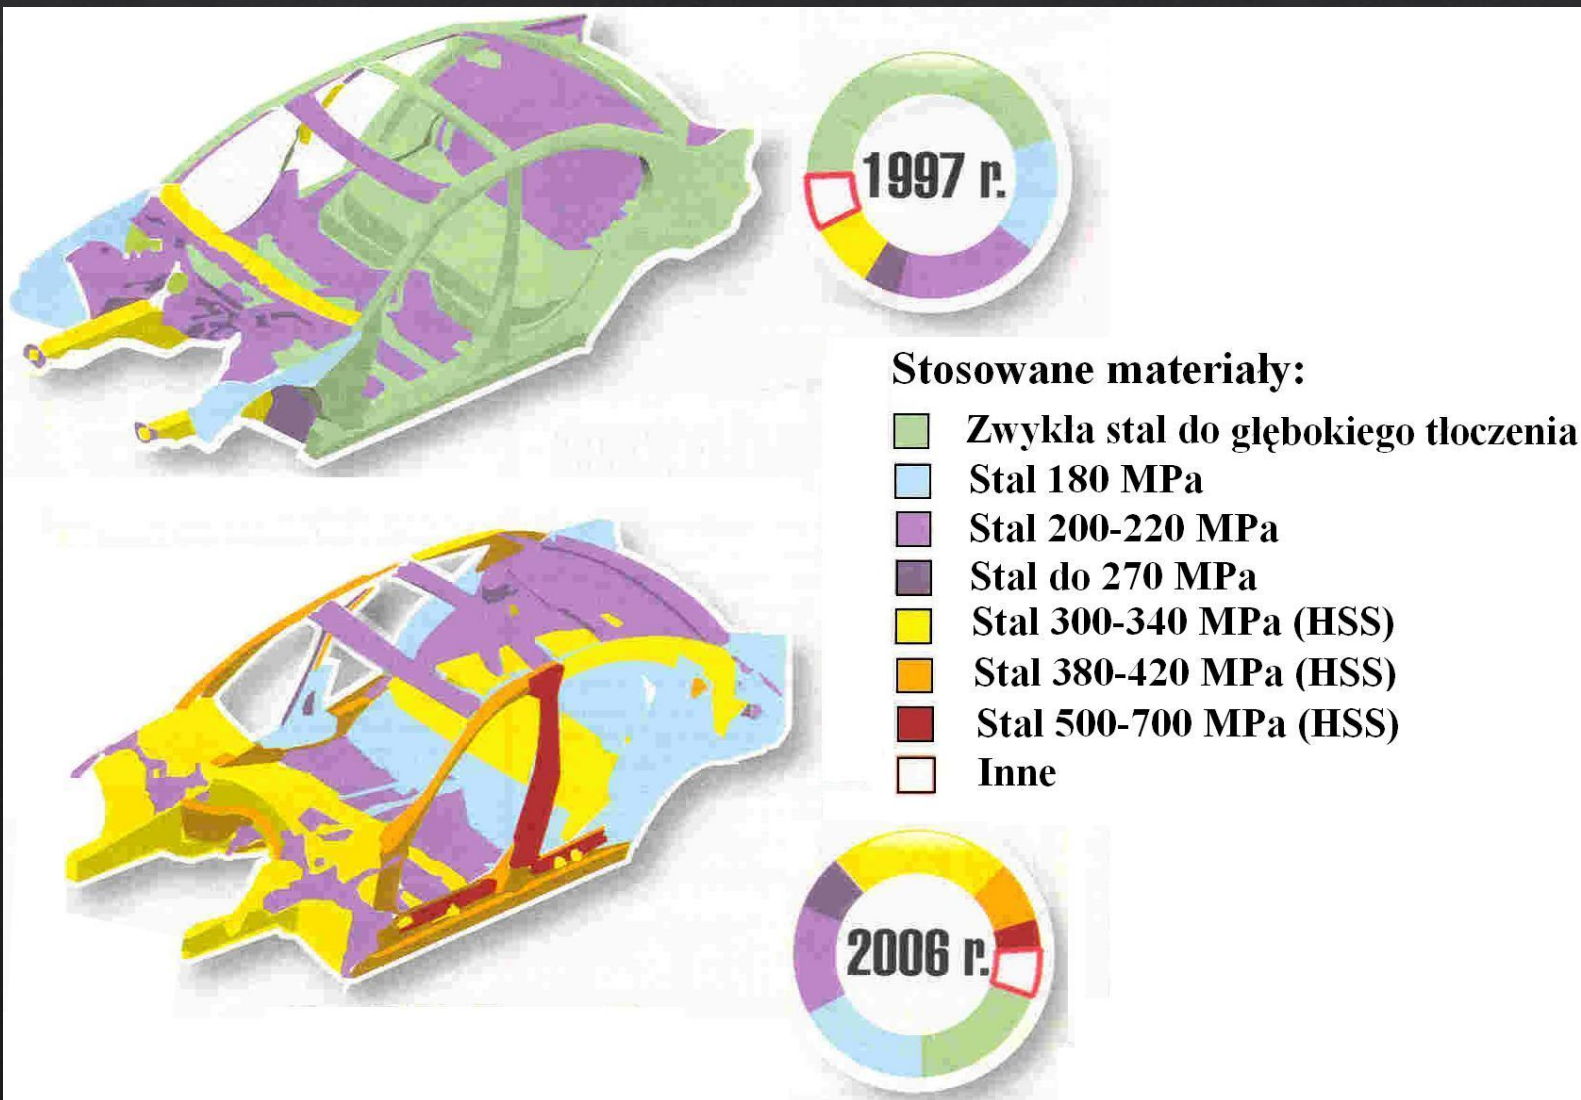 1997 r.
Stosowane materiały:
Zwykła stal do głębokiego tłoczenia
Stal 180 MPa
Stal 200-220 MPa
Stal do 270 MPa
Stal 300-340 MPa (HSS)
Stal 380-420 MPa (HSS)
Stal 500-700 MPa (HSS)
Inne
2006 r.